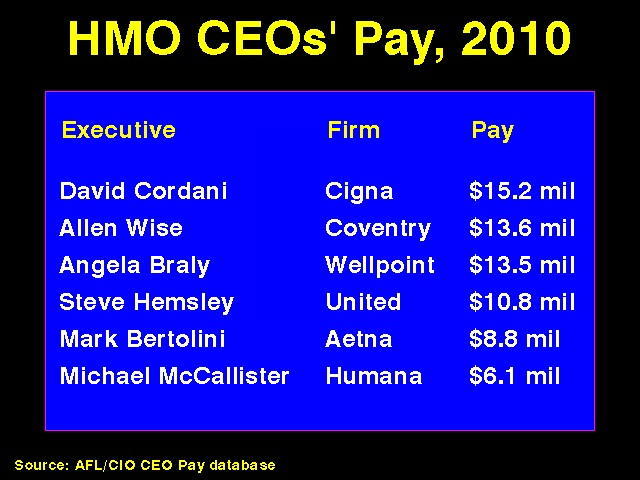 HMO CEOs' Pay, 2010
Executive Firm Pay
David Cordani Cigna $15.2 mil
Allen Wise Coventry $13.6 mil
Angela Braly Wellpoint $13.5 mil
Steve Hemsley United $10.8 mil
Mark Bertolini Aetna $8.8 mil
Michael McCallister Humana $6.1 mil
Source: AFL/CIO CEO Pay database